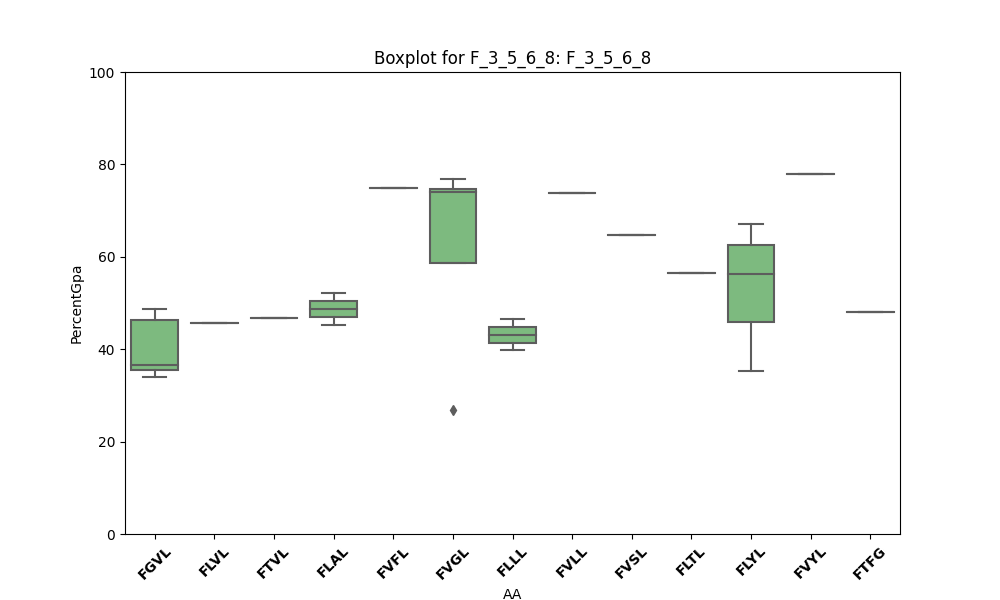 Boxplot for F_3_5_6_8: F_3_5_6_8
100
80
60
40
20
0
PercentGpa
FGVL FLVL FTVL FLAL FVFL FVGL FLLL FVLL FVSL FLTL FLYL FVYL FTFG
AA